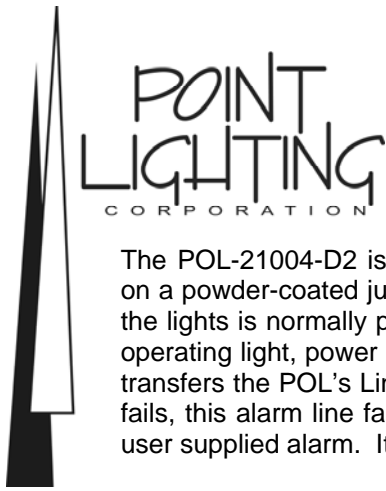 POINT
LIGHTING
CORPORATION
The POL-21004-D2 is
on a powder-coated ju
the lights is normally p
operating light, power
transfers the POL's Lin
fails, this alarm line fa
user supplied alarm. It